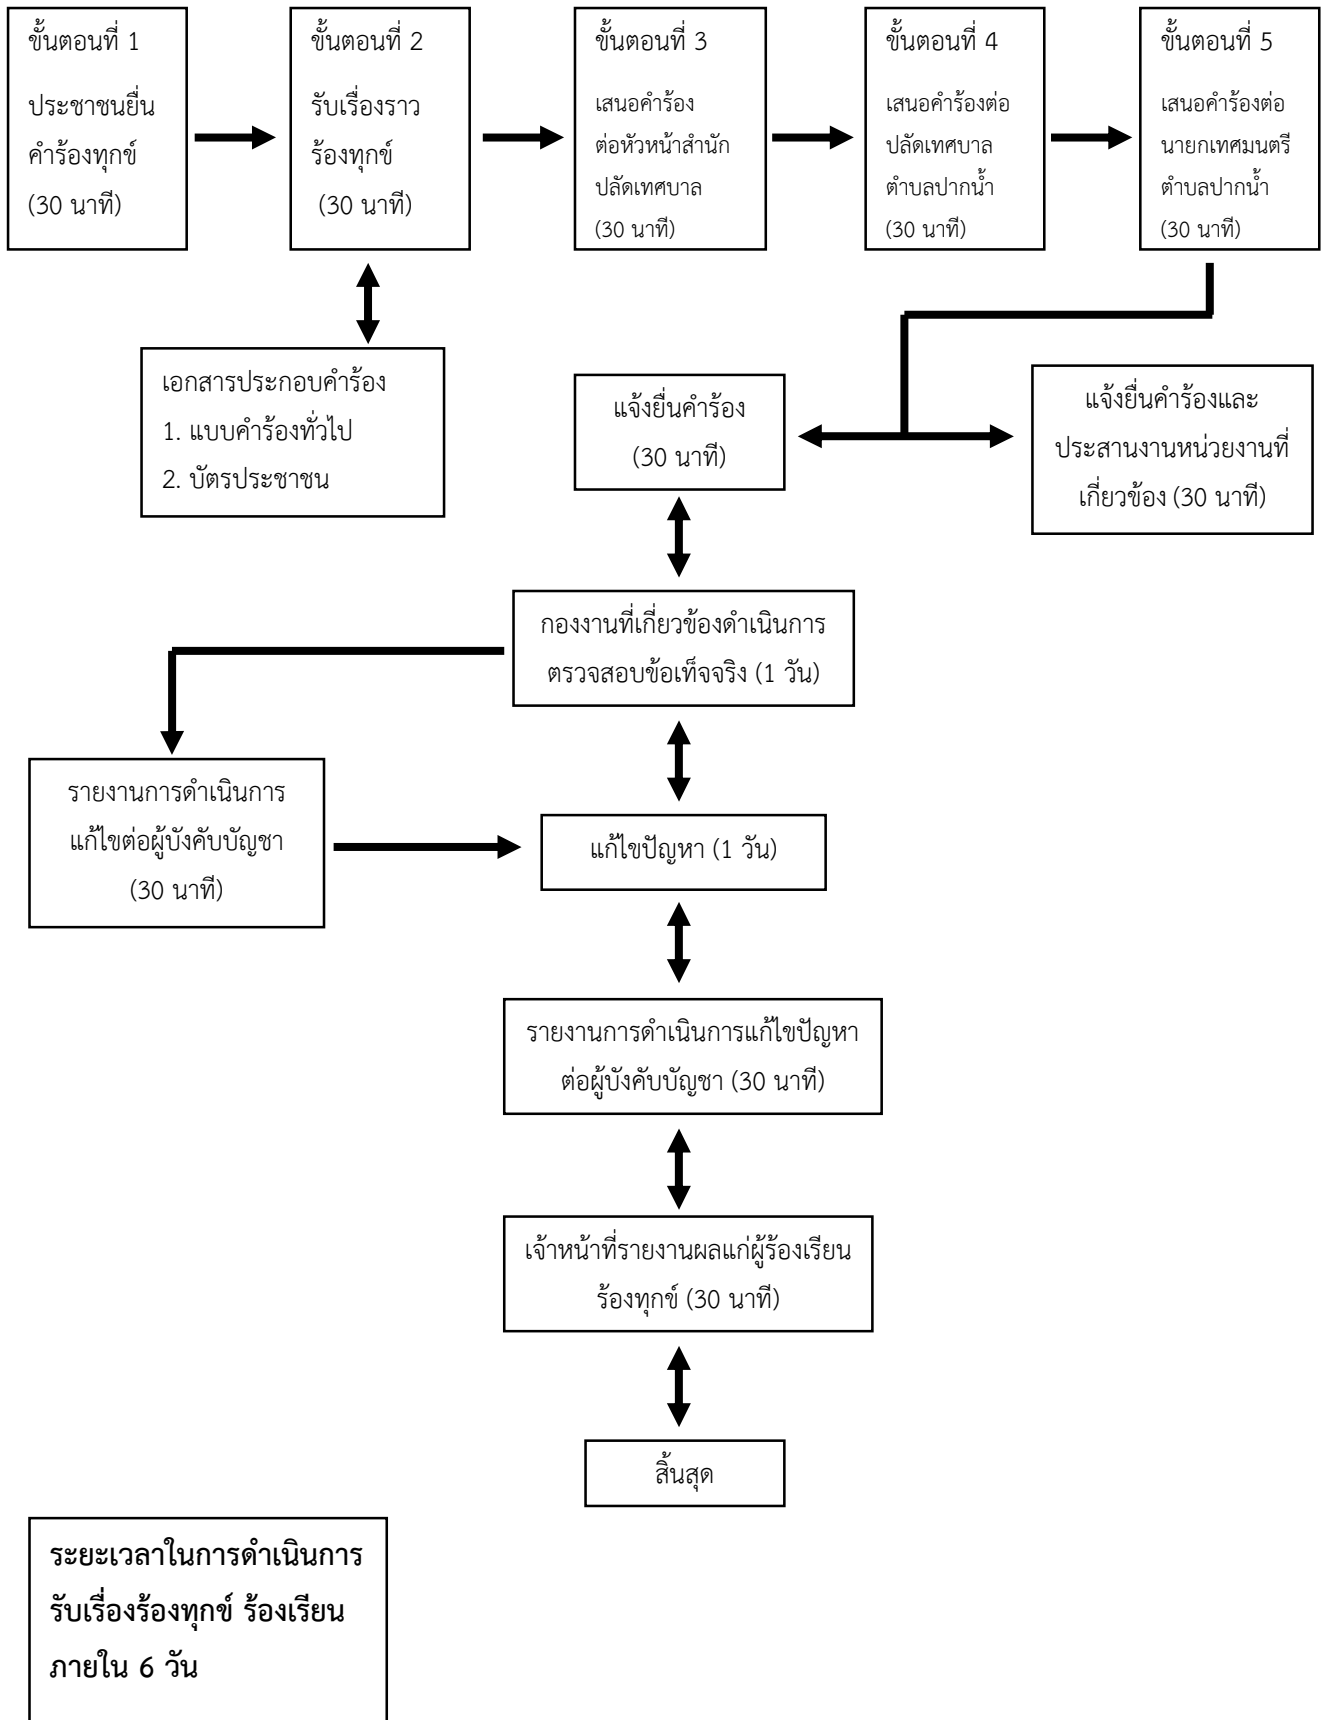 ขั้นตอนที่ 1
ประชาชนยื่น
คำร้องทุกข์
(30 นาที)
ขั้นตอนที่ 2
รับเรื่องราว
ร้องทุกข์
(30 นาที)
ขั้นตอนที่ 3
เสนอคำร้อง
ต่อหัวหน้าสำนัก
ปลัดเทศบาล
(30 นาที)
ขั้นตอนที่ 4
เสนอคำร้องต่อ
ปลัดเทศบาล
ตำบลปากน้ำ
(30 นาที)
ขั้นตอนที่ 5
เสนอคำร้องต่อ
นายกเทศมนตรี
ตำบลปากน้ำ
(30 นาที)
เอกสารประกอบคำร้อง
1. แบบคำร้องทั่วไป
2. บัตรประชาชน
แจ้งยื่นคำร้อง
(30 นาที)
แจ้งยื่นคำร้องและ
ประสานงานหน่วยงานที่
เกี่ยวข้อง (30 นาที)
กองงานที่เกี่ยวข้องดำเนินการ
ตรวจสอบข้อเท็จจริง (1 วัน)
รายงานการดำเนินการ
แก้ไขต่อผู้บังคับบัญชา
(30 นาที)
แก้ไขปัญหา (1 วัน)
รายงานการดำเนินการแก้ไขปัญหา
ต่อผู้บังคับบัญชา (30 นาที)
เจ้าหน้าที่รายงานผลแก่ผู้ร้องเรียน
ร้องทุกข์ (30 นาที)
สิ้นสุด
ระยะเวลาในการดำเนินการ
รับเรื่องร้องทุกข์ ร้องเรียน
ภายใน 6 วัน